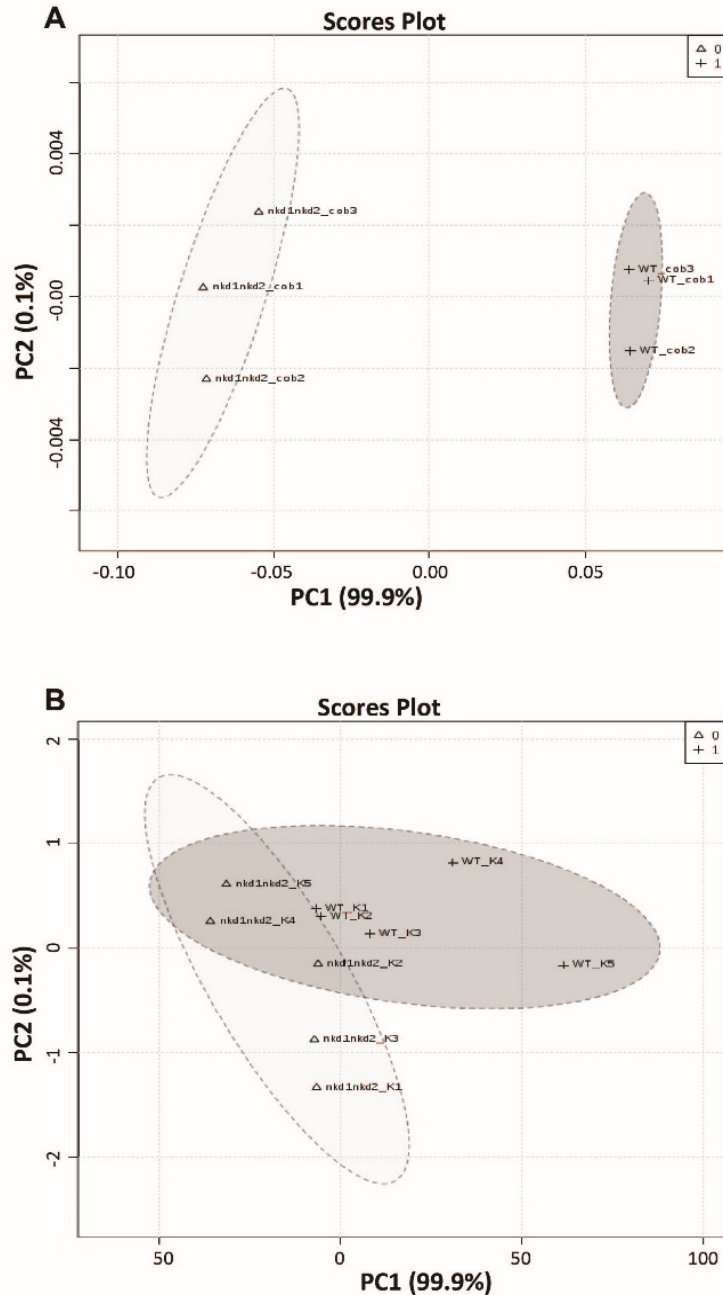 A
Scores Plot
△ 0
+ 1
0.004
-0.00
-0.004
PC2 (0.1%)
nkd1nkd2_cob3
nkd1nkd2_cob1
nkd1nkd2_cob2
WT_cob3
WT_cob1
WT_cob2
-0.10
-0.05
0.00
0.05
PC1 (99.9%)
B
Scores Plot
△ 0
+ 1
2
1
0
-1
-2
PC2 (0.1%)
WT_K4
nkd1nkd2_K5
WT_K1
WT_K2
nkd1nkd2_K4
WT_K3
nkd1nkd2_K2
WT_K5
nkd1nkd2_K3
nkd1nkd2_K1
50
0
50
100
PC1 (99.9%)